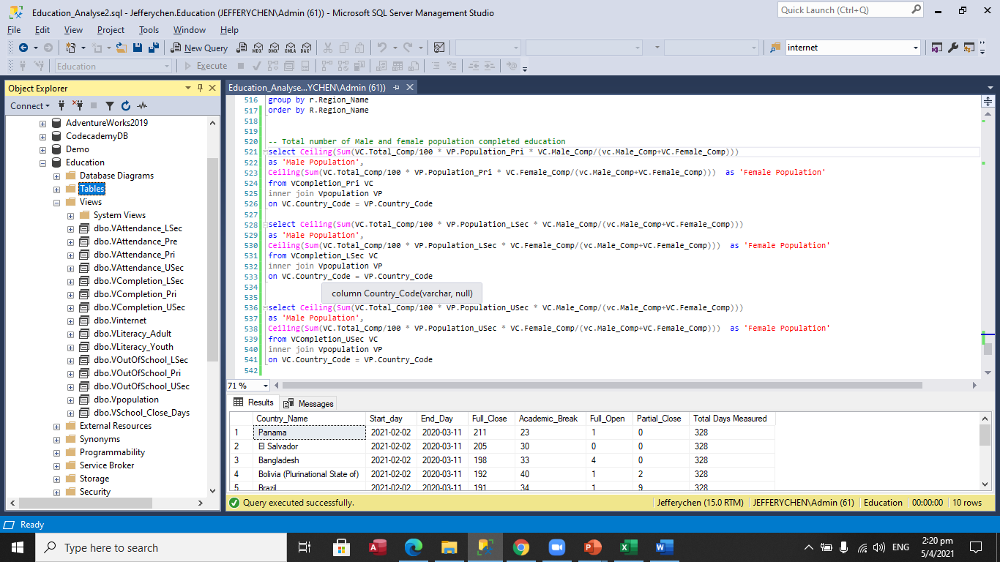 Education_Analyse2.sql - Jefferychen.Education (JEFFERYCHEN\Admin (61)) - Microsoft SQL Server Management Studio
Quick Launch (Ctrl+Q)
File Edit View Project Tools Window Help
New Query MDX DMX XMLA DAX internet
Education Execute
Object Explorer
Connect
AdventureWorks2019
CodecademyDB
Demo
Education
Database Diagrams
Tables
Views
System Views
dbo.VAttendance_LSec
dbo.VAttendance_Pre
dbo.VAttendance_Pri
dbo.VAttendance_USec
dbo.VCompletion_LSec
dbo.VCompletion_Pri
dbo.VCompletion_USec
dbo.Vinternet
dbo.VLiteracy_Adult
dbo.VLiteracy_Youth
dbo.VOutOfSchool_LSec
dbo.VOutOfSchool_Pri
dbo.VOutOfSchool_USec
dbo.Vpopulation
dbo.VSchool_Close_Days
External Resources
Synonyms
Programmability
Service Broker
Storage
Security
Education_Analyse...YCHEN\Admin (61))
516 group by r.Region_Name
517 order by R.Region_Name
518
519
520 -- Total number of Male and female population completed education
521 select Ceiling(Sum(VC.Total_Comp/100 * VP.Population_Pri * VC.Male_Comp/(vc.Male_Comp+VC.Female_Comp)))
522 as 'Male Population',
523 Ceiling(Sum(VC.Total_Comp/100 * VP.Population_Pri * VC.Female_Comp/(vc.Male_Comp+VC.Female_Comp))) as 'Female Population'
524 from VCompletion_Pri VC
525 inner join Vpopulation VP
526 on VC.Country_Code = VP.Country_Code
527
528 select Ceiling(Sum(VC.Total_Comp/100 * VP.Population_LSec * VC.Male_Comp/(vc.Male_Comp+VC.Female_Comp)))
529 as 'Male Population',
530 Ceiling(Sum(VC.Total_Comp/100 * VP.Population_LSec * VC.Female_Comp/(vc.Male_Comp+VC.Female_Comp))) as 'Female Population'
531 from VCompletion_LSec VC
532 inner join Vpopulation VP
533 on VC.Country_Code = VP.Country_Code
534
column Country_Code(varchar, null)
535
536 select Ceiling(Sum(VC.Total_Comp/100 * VP.Population_USec * VC.Male_Comp/(vc.Male_Comp+VC.Female_Comp)))
537 as 'Male Population',
538 Ceiling(Sum(VC.Total_Comp/100 * VP.Population_USec * VC.Female_Comp/(vc.Male_Comp+VC.Female_Comp))) as 'Female Population'
539 from VCompletion_USec VC
540 inner join Vpopulation VP
541 on VC.Country_Code = VP.Country_Code
542
71 %
Results Messages
Country_Name Start_day End_Day Full_Close Academic_Break Full_Open Partial_Close Total Days Measured
1 Panama 2021-02-02 2020-03-11 211 23 1 0 328
2 El Salvador 2021-02-02 2020-03-11 205 30 0 0 328
3 Bangladesh 2021-02-02 2020-03-11 198 33 4 0 328
4 Bolivia (Plurinational State of) 2021-02-02 2020-03-11 192 40 1 2 328
5 Brazil 2021-02-02 2020-03-11 191 34 1 9 328
Query executed successfully. Jefferychen (15.0 RTM) JEFFERYCHEN\Admin (61) Education 00:00:00 10 rows
Ready
Type here to search
ENG
2:20 pm
5/4/2021